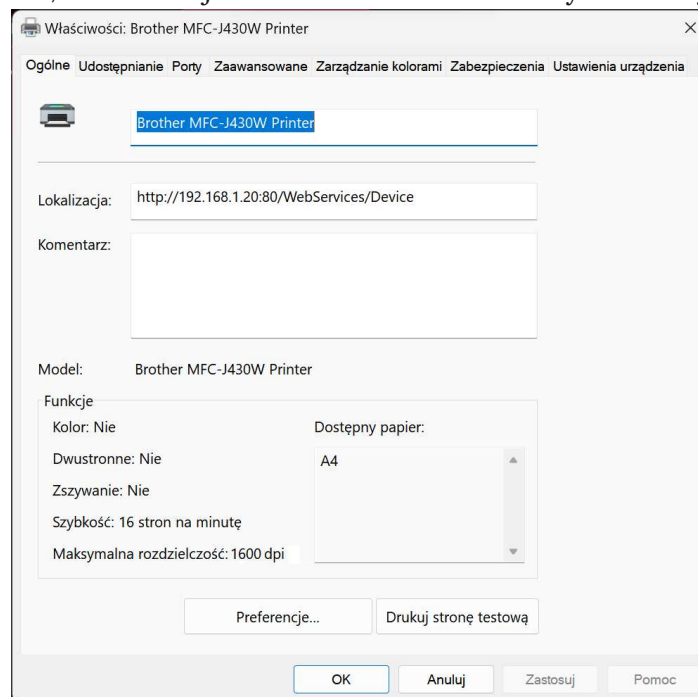 Właściwości: Brother MFC-J430W Printer
Ogólne Udostępnianie Porty Zaawansowane Zarządzanie kolorami Zabezpieczenia Ustawienia urządzenia
Brother MFC-J430W Printer
Lokalizacja: http://192.168.1.20:80/WebServices/Device
Komentarz:
Model: Brother MFC-J430W Printer
Funkcje
Kolor: Nie Dostępny papier:
Dwustronne: Nie A4
Zszywanie: Nie
Szybkość: 16 stron na minutę
Maksymalna rozdzielczość: 1600 dpi
Preferencje... Drukuj stronę testową
OK Anuluj Zastosuj Pomoc